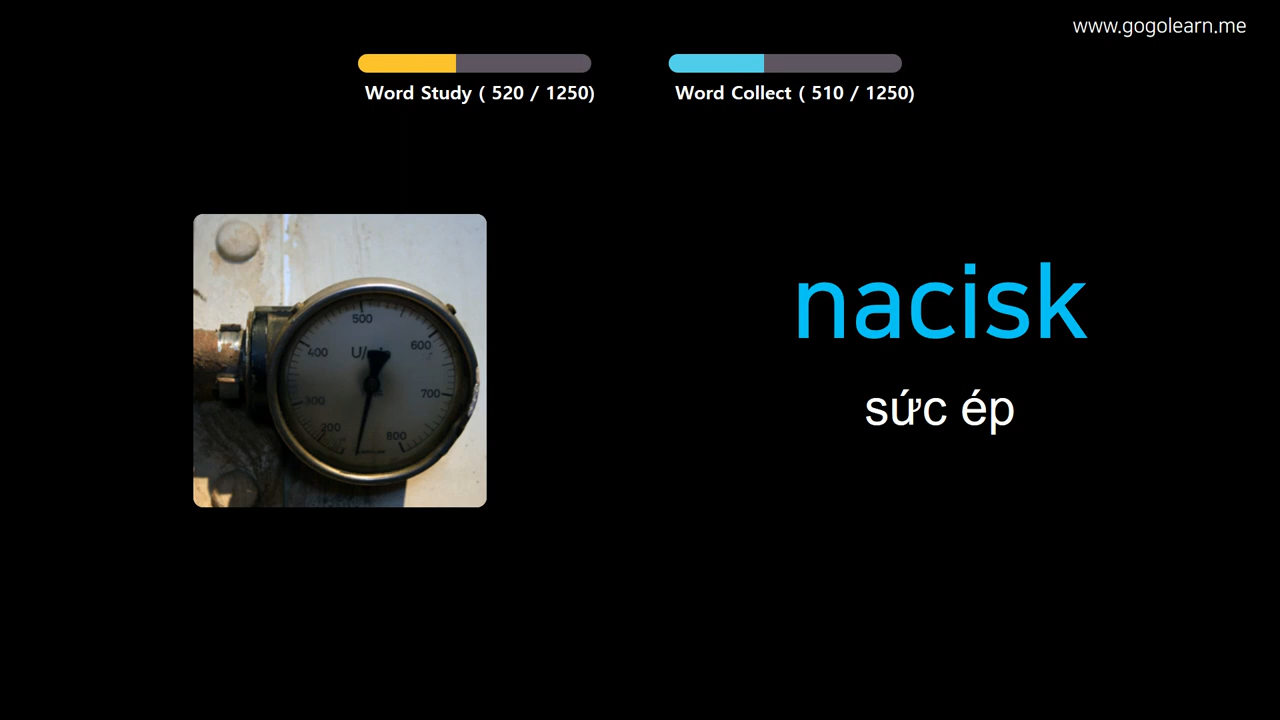 www.gogolearn.me
Word Study ( 520 / 1250)
Word Collect ( 510 / 1250)
500
400
600
300
700
200
800
nacisk
sức ép